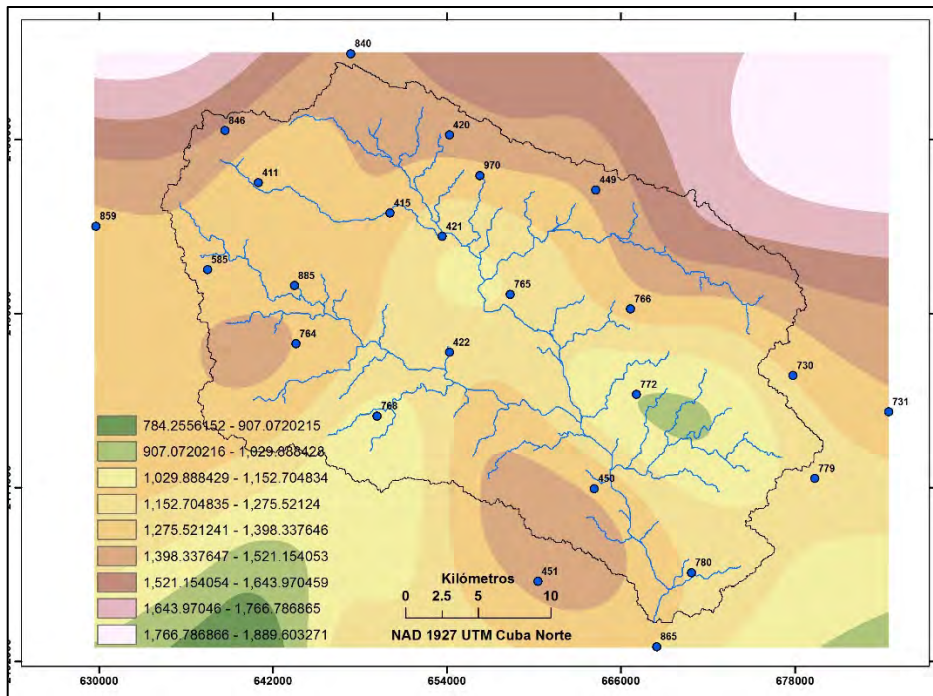 840
846
420
411
970
449
859
415
421
585
885
765
766
764
422
730
772
731
768
779
784.2556152 - 907.0720215
907.0720216 - 1,029.888428
1,029.888429 - 1,152.704834
1,152.704835 - 1,275.52124
1,275.521241 - 1,398.337646
1,398.337647 - 1,521.154053
1,521.154054 - 1,643.970459
1,643.97046 - 1,766.786865
1,766.786866 - 1,889.603271
450
780
451
Kilómetros
0 2.5 5 10
NAD 1927 UTM Cuba Norte
865
630000 642000 654000 666000 678000